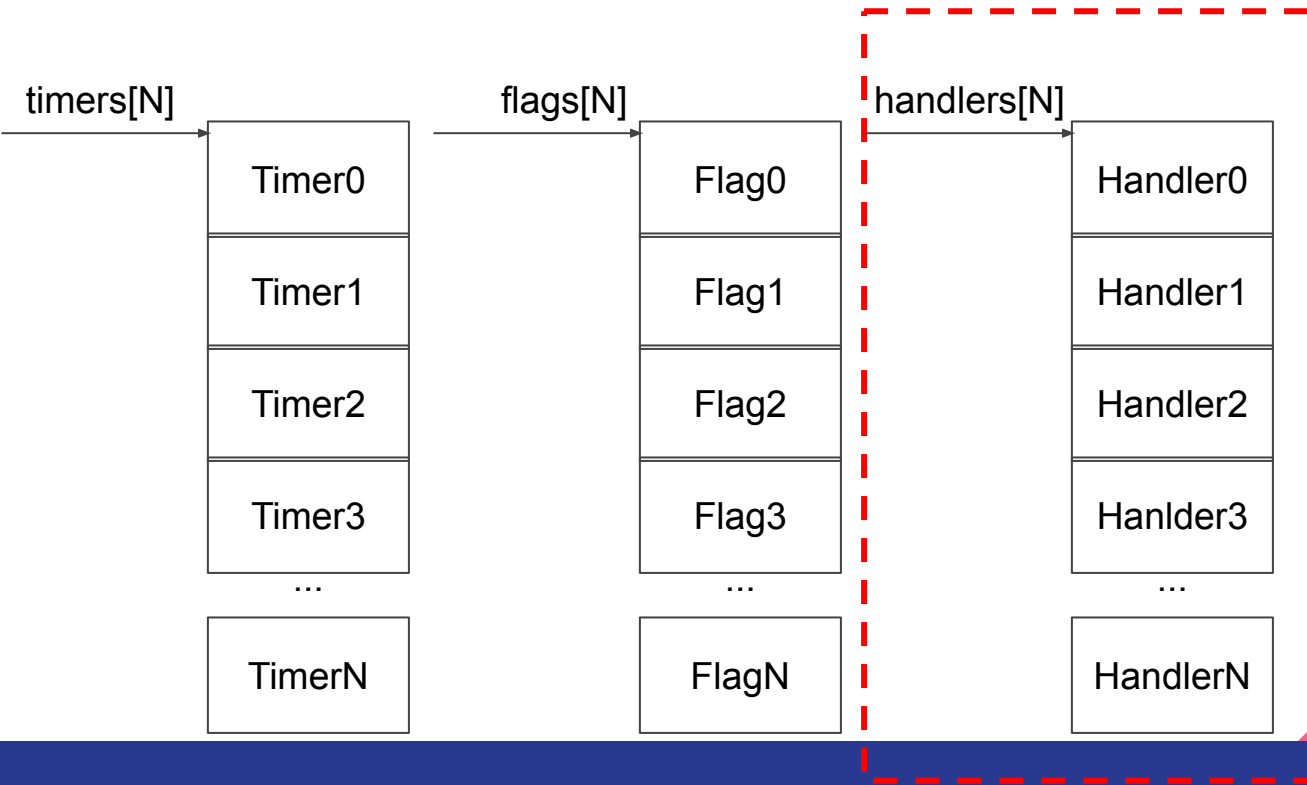 timers[N]
Timer0
Timer1
Timer2
Timer3
...
TimerN
flags[N]
Flag0
Flag1
Flag2
Flag3
...
FlagN
handlers[N]
Handler0
Handler1
Handler2
Hanlder3
...
HandlerN